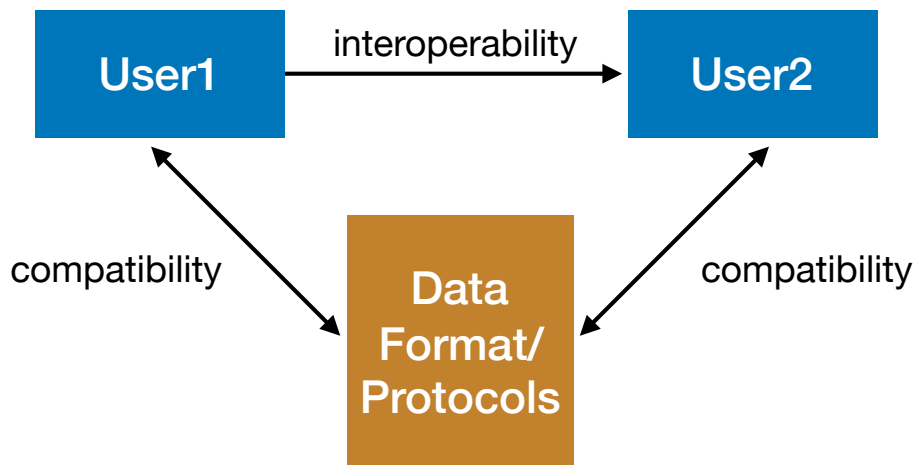 interoperability
User1
User2
compatibility
compatibility
Data
Format/
Protocols